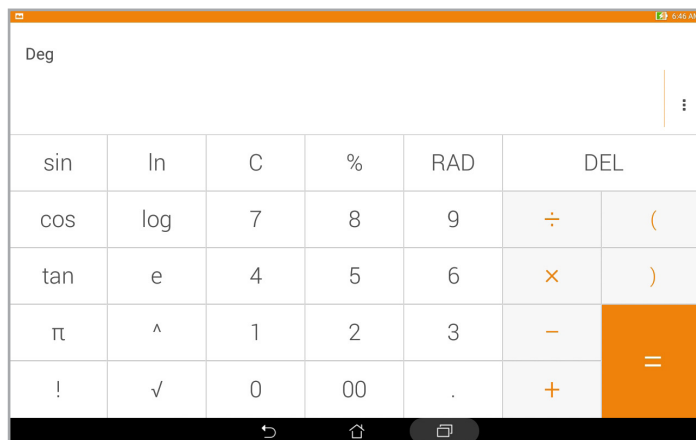 6:46 AM
Deg
sin ln C % RAD DEL
cos log 7 8 9 ÷ (
tan e 4 5 6 × )
π ^ 1 2 3 − =
! √ 0 00 . +